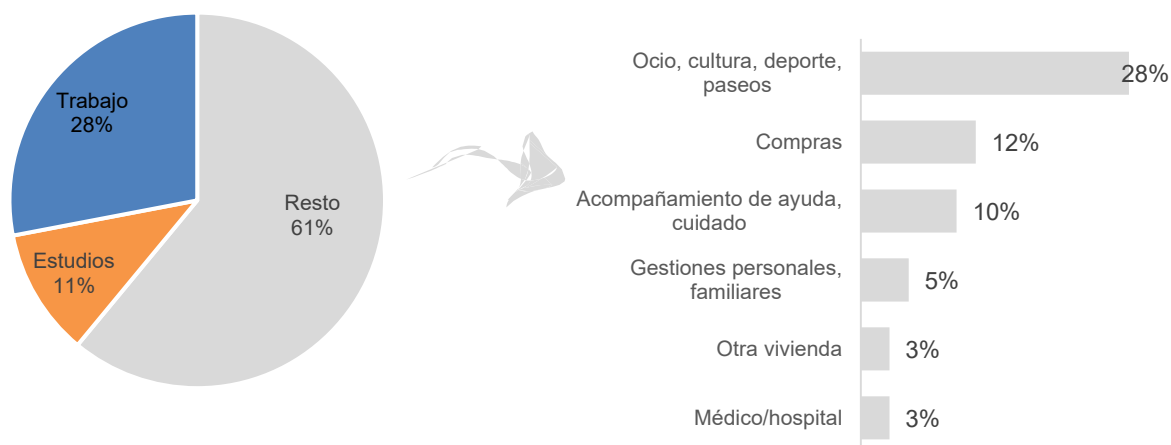 Trabajo
28%
Resto
61%
Estudios
11%
Ocio, cultura, deporte,
paseos
28%
Compras
12%
Acompañamiento de ayuda,
cuidado
10%
Gestiones personales,
familiares
5%
Otra vivienda
3%
Médico/hospital
3%